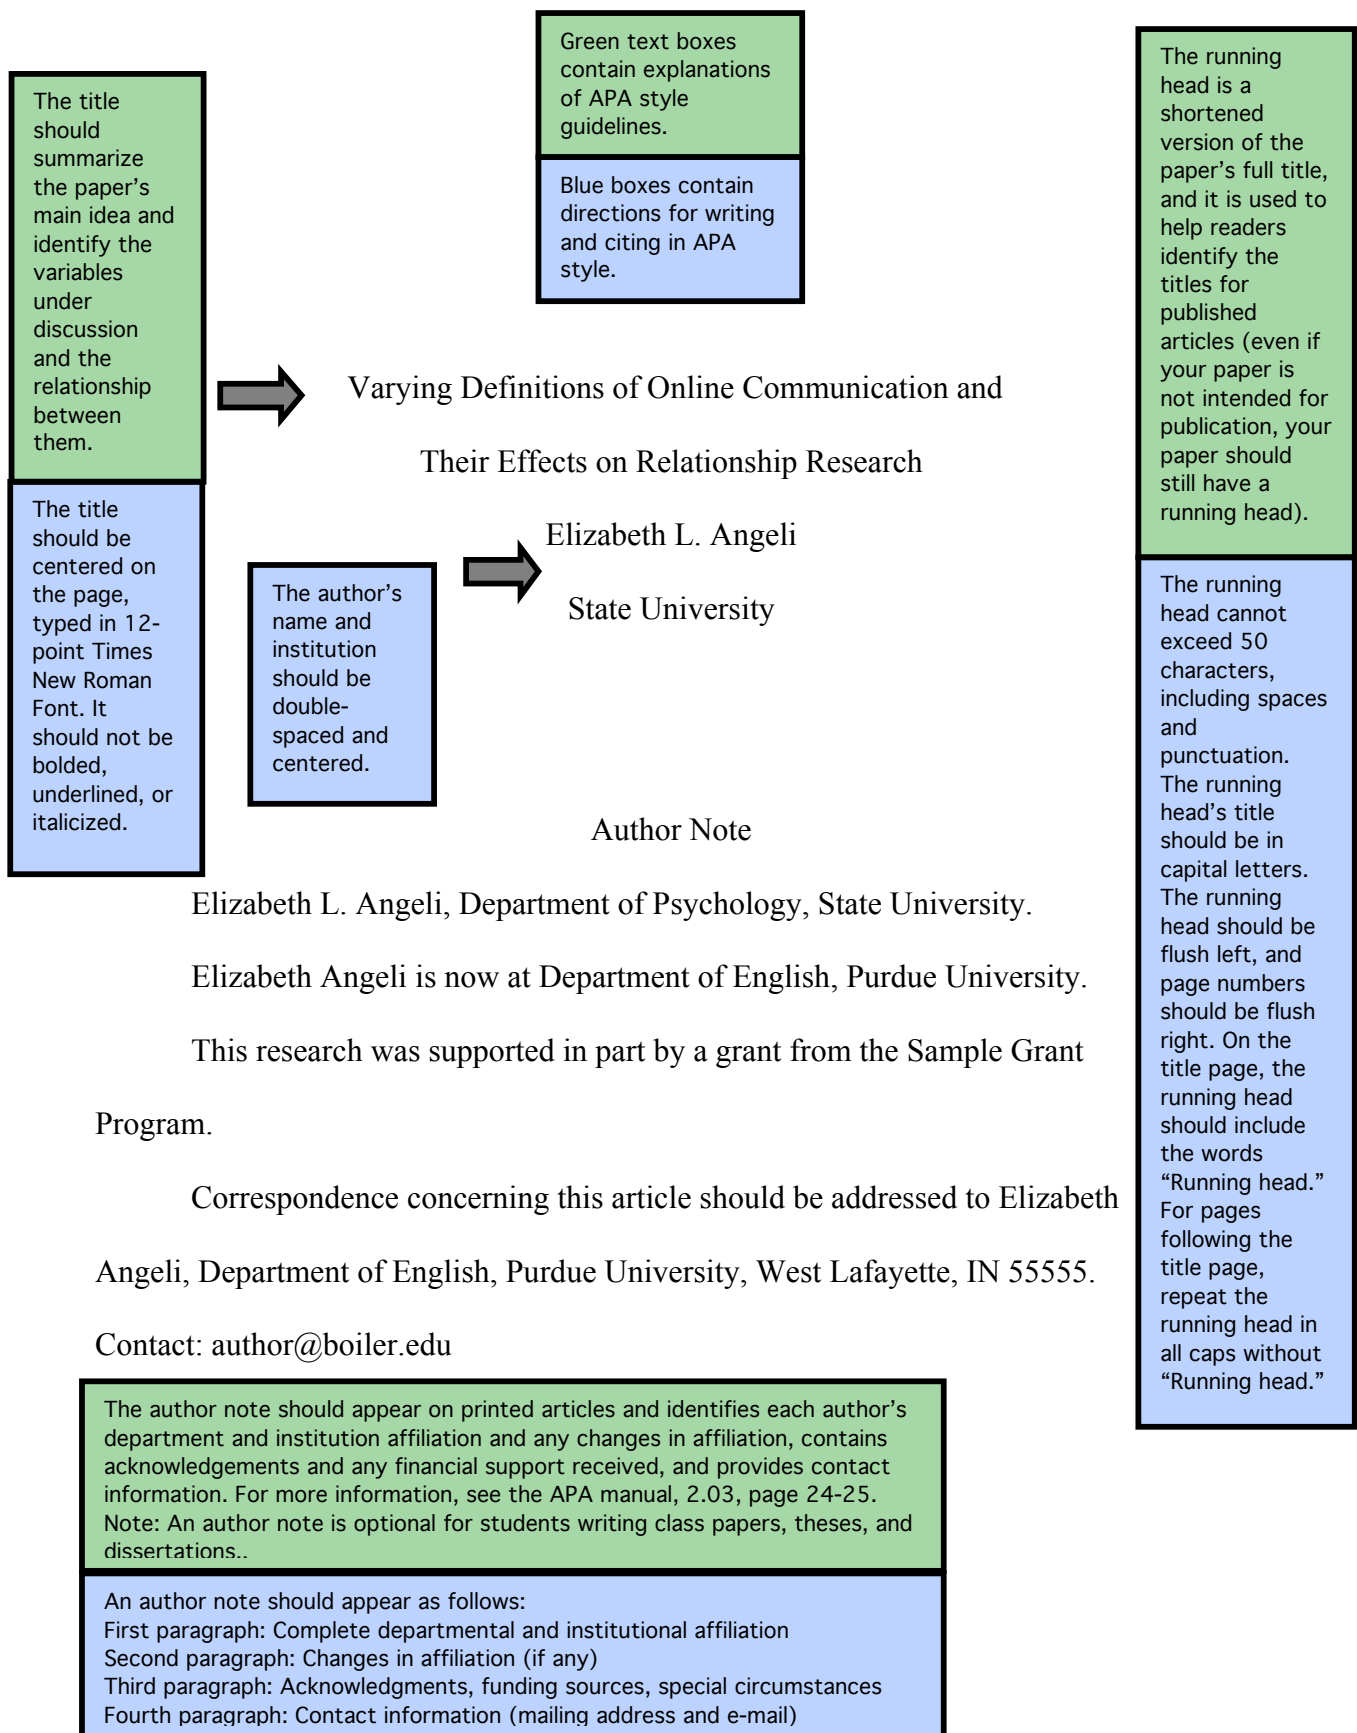 Green text boxes
contain explanations
of APA style
guidelines.
Blue boxes contain
directions for writing
and citing in APA
style.
The title
should
summarize
the paper’s
main idea and
identify the
variables
under
discussion
and the
relationship
between
them.
The title
should be
centered on
the page,
typed in 12-
point Times
New Roman
Font. It
should not be
bolded,
underlined, or
italicized.
The running
head is a
shortened
version of the
paper’s full title,
and it is used to
help readers
identify the
titles for
published
articles (even if
your paper is
not intended for
publication, your
paper should
still have a
running head).
The running
head cannot
exceed 50
characters,
including spaces
and
punctuation.
The running
head’s title
should be in
capital letters.
The running
head should be
flush left, and
page numbers
should be flush
right. On the
title page, the
running head
should include
the words
“Running head.”
For pages
following the
title page,
repeat the
running head in
all caps without
“Running head.”
Varying Definitions of Online Communication and
Their Effects on Relationship Research
Elizabeth L. Angeli
State University
The author’s
name and
institution
should be
double-
spaced and
centered.
Author Note
Elizabeth L. Angeli, Department of Psychology, State University.
Elizabeth Angeli is now at Department of English, Purdue University.
This research was supported in part by a grant from the Sample Grant
Program.
Correspondence concerning this article should be addressed to Elizabeth
Angeli, Department of English, Purdue University, West Lafayette, IN 55555.
Contact: author@boiler.edu
The author note should appear on printed articles and identifies each author’s
department and institution affiliation and any changes in affiliation, contains
acknowledgements and any financial support received, and provides contact
information. For more information, see the APA manual, 2.03, page 24-25.
Note: An author note is optional for students writing class papers, theses, and
dissertations..
An author note should appear as follows:
First paragraph: Complete departmental and institutional affiliation
Second paragraph: Changes in affiliation (if any)
Third paragraph: Acknowledgments, funding sources, special circumstances
Fourth paragraph: Contact information (mailing address and e-mail)